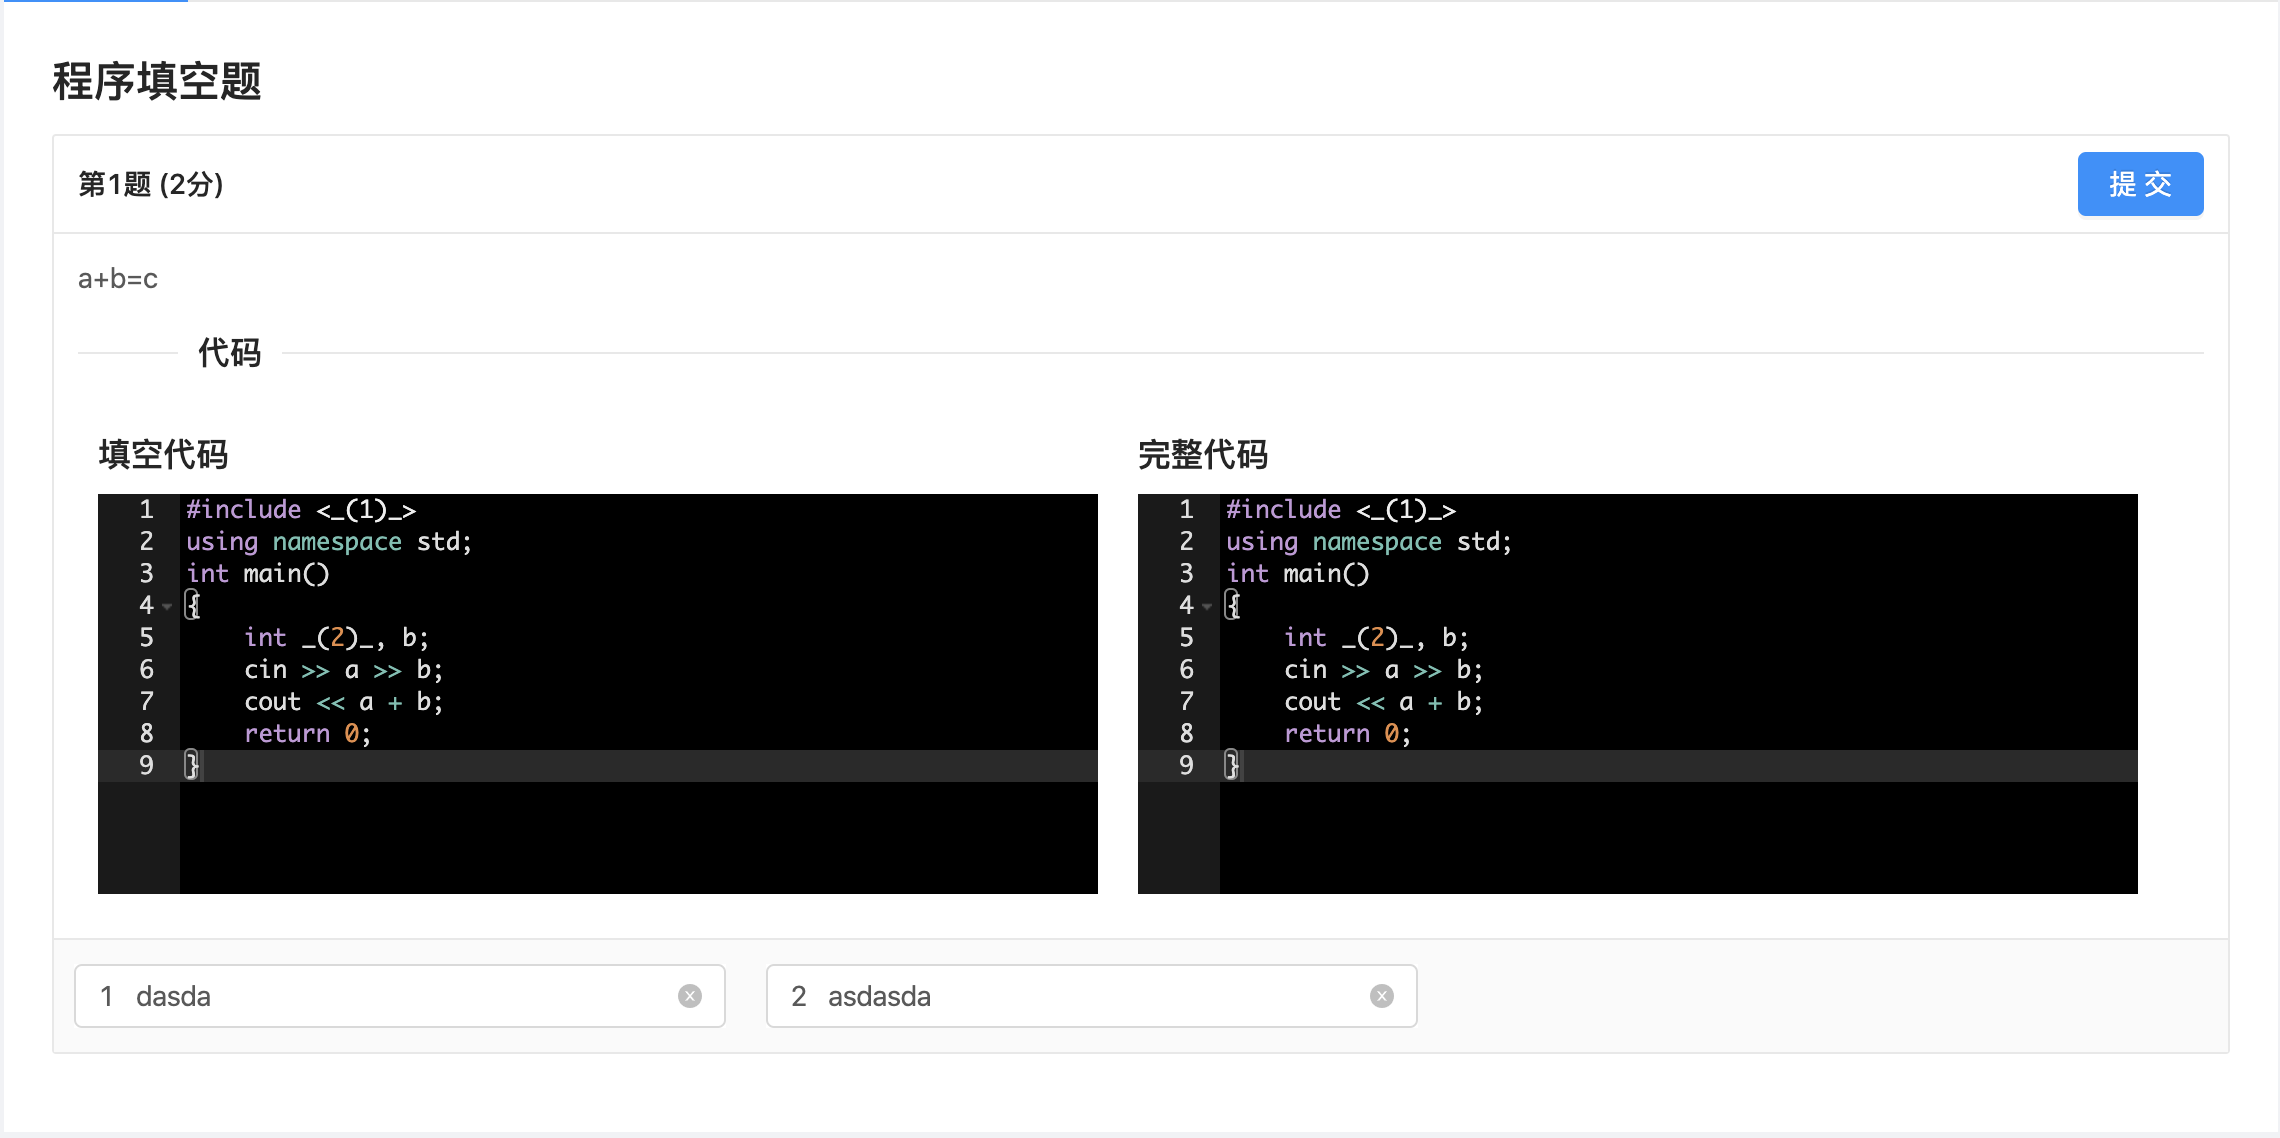 程序填空题
第1题 (2分)
提 交
a+b=c
代码
填空代码
1 #include <_(1)_>
2 using namespace std;
3 int main()
4 {
5     int _(2)_, b;
6     cin >> a >> b;
7     cout << a + b;
8     return 0;
9 }
完整代码
1 #include <_(1)_>
2 using namespace std;
3 int main()
4 {
5     int _(2)_, b;
6     cin >> a >> b;
7     cout << a + b;
8     return 0;
9 }
1 dasda
2 asdasda